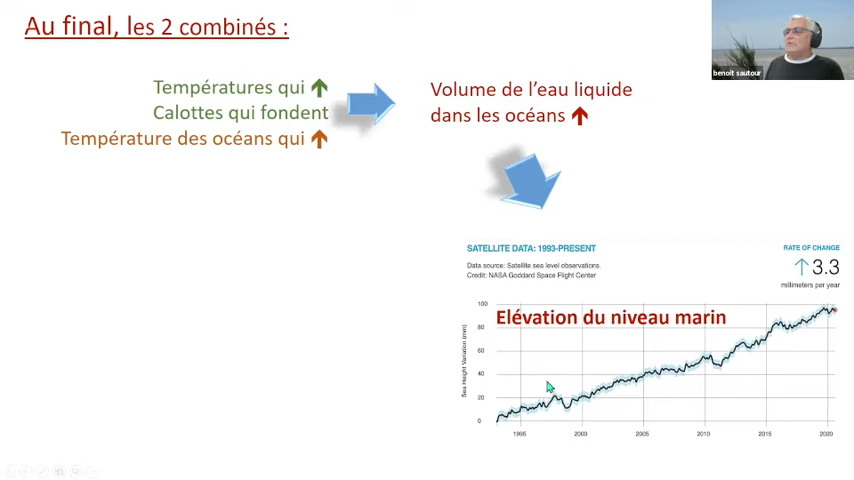 Au final, les 2 combinés :
benoit sautour
Températures qui
Calottes qui fondent
Température des océans qui
Volume de l'eau liquide
dans les océans
SATELLITE DATA: 1993-PRESENT
Data source: Satellite sea level observations.
Credit: NASA Goddard Space Flight Center
RATE OF CHANGE
↑3.3
millimeters per year
Elévation du niveau marin
Sea Height Variation (mm)
100
80
60
40
20
0
1995 2000 2005 2010 2015 2020